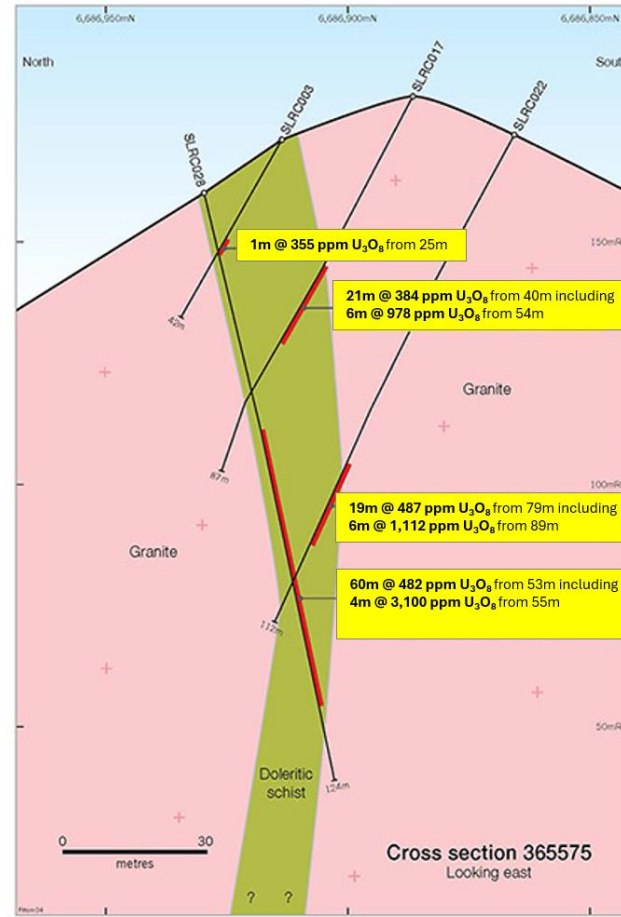 6,686,950mN
6,686,900mN
6,686,850mN
North
Sout
SLRC028
SLRC003
SLRC017
SLRC022
1m @ 355 ppm U₃O₈ from 25m
150mR
21m @ 384 ppm U₃O₈ from 40m including
6m @ 978 ppm U₃O₈ from 54m
42m
Granite
87m
100mR
19m @ 487 ppm U₃O₈ from 79m including
6m @ 1,112 ppm U₃O₈ from 89m
Granite
60m @ 482 ppm U₃O₈ from 53m including
4m @ 3,100 ppm U₃O₈ from 55m
112m
50mR
Doleritic
schist
124m
0 30
metres
Cross section 365575
Looking east
? ?